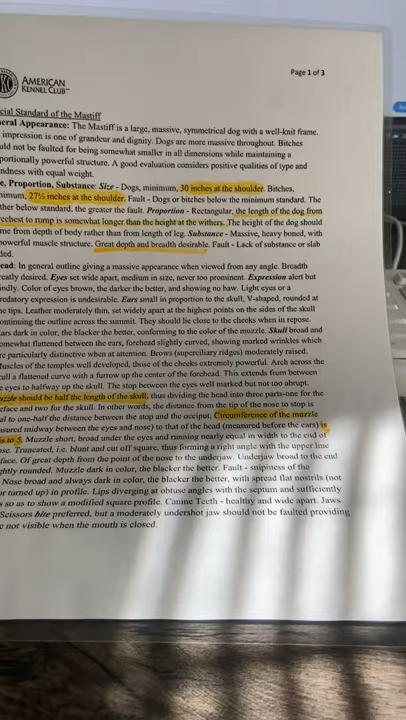 Page 1 of 3
AMERICAN
KENNEL CLUB
cial Standard of the Mastiff
eral Appearance: The Mastiff is a large, massive, symmetrical dog with a well-knit frame.
impression is one of grandeur and dignity. Dogs are more massive throughout. Bitches
uld not be faulted for being somewhat smaller in all dimensions while maintaining a
portionally powerful structure. A good evaluation considers positive qualities of type and
ndness with equal weight.
e, Proportion, Substance: Size - Dogs, minimum, 30 inches at the shoulder. Bitches,
nimum, 27½ inches at the shoulder. Fault - Dogs or bitches below the minimum standard. The
ther below standard, the greater the fault. Proportion - Rectangular, the length of the dog from
rechest to rump is somewhat longer than the height at the withers. The height of the dog should
me from depth of body rather than from length of leg. Substance - Massive, heavy boned, with
powerful muscle structure. Great depth and breadth desirable. Fault - Lack of substance or slab
ded.
ead: In general outline giving a massive appearance when viewed from any angle. Breadth
eatly desired. Eyes set wide apart, medium in size, never too prominent. Expression alert but
indly. Color of eyes brown, the darker the better, and showing no haw. Light eyes or a
redatory expression is undesirable. Ears small in proportion to the skull, V-shaped, rounded at
he tips. Leather moderately thin, set widely apart at the highest points on the sides of the skull
ontinuing the outline across the summit. They should lie close to the cheeks when in repose.
ars dark in color, the blacker the better, conforming to the color of the muzzle. Skull broad and
omewhat flattened between the ears, forehead slightly curved, showing marked wrinkles which
re particularly distinctive when at attention. Brows (superciliary ridges) moderately raised.
Muscles of the temples well developed, those of the cheeks extremely powerful. Arch across the
kull a flattened curve with a furrow up the center of the forehead. This extends from between
e eyes to halfway up the skull. The stop between the eyes well marked but not too abrupt.
uzzle should be half the length of the skull, thus dividing the head into three parts-one for the
eface and two for the skull. In other words, the distance from the tip of the nose to stop is
al to one-half the distance between the stop and the occiput. Circumference of the muzzle
asured midway between the eyes and nose) to that of the head (measured before the ears) is
is to 5. Muzzle short, broad under the eyes and running nearly equal in width to the end of
ose. Truncated, i.e. blunt and cut off square, thus forming a right angle with the upper line
face. Of great depth from the point of the nose to the underjaw. Underjaw broad to the end
ghtly rounded. Muzzle dark in color, the blacker the better. Fault - snipiness of the
Nose broad and always dark in color, the blacker the better, with spread flat nostrils (not
or turned up) in profile. Lips diverging at obtuse angles with the septum and sufficiently
s so as to show a modified square profile. Canine Teeth - healthy and wide apart. Jaws
Scissors bite preferred, but a moderately undershot jaw should not be faulted providing
e not visible when the mouth is closed.